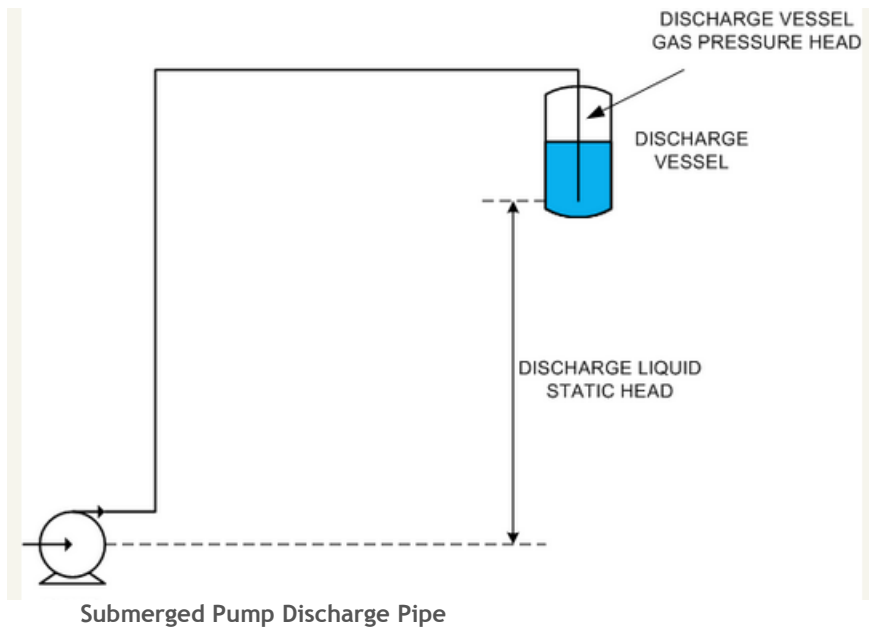 DISCHARGE VESSEL
GAS PRESSURE HEAD
DISCHARGE
VESSEL
DISCHARGE LIQUID
STATIC HEAD
Submerged Pump Discharge Pipe